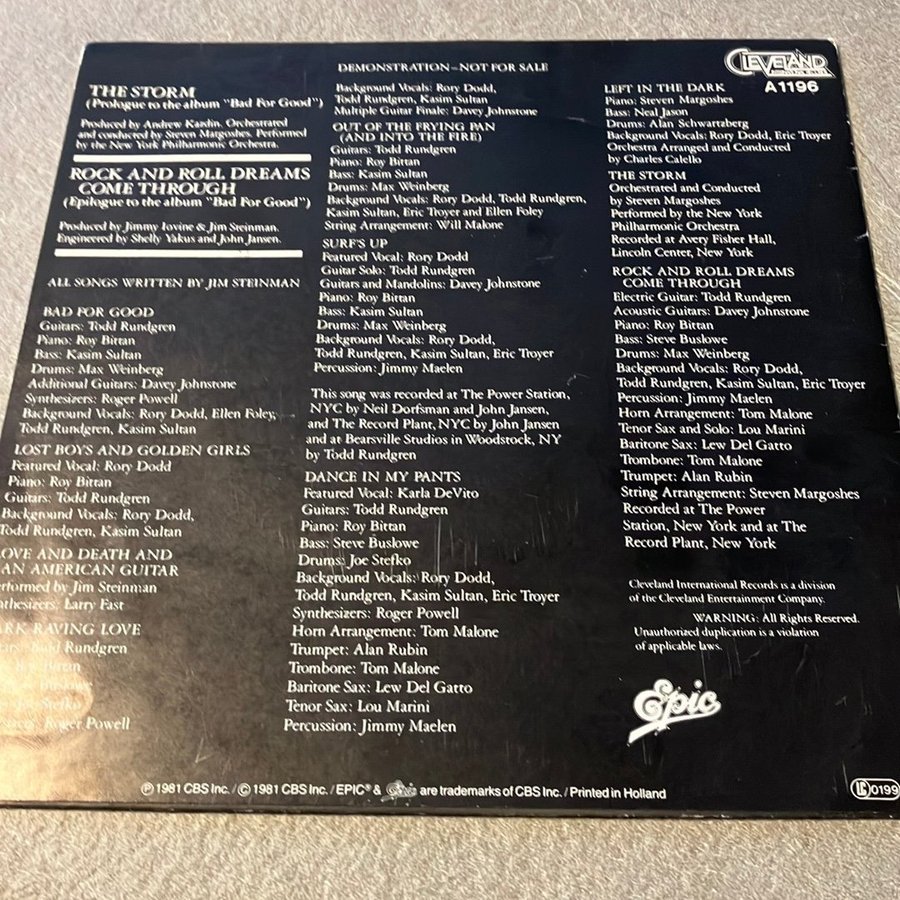 THE STORM
(Prologue to the album "Bad For Good")
Produced by Andrew Kazdin. Orchestrated
and conducted by Steven Margoshes. Performed
by the New York Philharmonic Orchestra.
ROCK AND ROLL DREAMS
COME THROUGH
(Epilogue to the album "Bad For Good")
Produced by Jimmy Iovine & Jim Steinman.
Engineered by Shelly Yakus and John Jansen.
ALL SONGS WRITTEN BY JIM STEINMAN
BAD FOR GOOD
Guitars: Todd Rundgren
Piano: Roy Bittan
Bass: Kasim Sultan
Drums: Max Weinberg
Additional Guitars: Davey Johnstone
Synthesizers: Roger Powell
Background Vocals: Rory Dodd, Ellen Foley,
Todd Rundgren, Kasim Sultan
LOST BOYS AND GOLDEN GIRLS
Featured Vocal: Rory Dodd
Piano: Roy Bittan
Guitars: Todd Rundgren
Background Vocals: Rory Dodd,
Todd Rundgren, Kasim Sultan
LOVE AND DEATH AND
AN AMERICAN GUITAR
Performed by Jim Steinman
Synthesizers: Larry Fast
RK RAVING LOVE
Todd Rundgren
Roy Bittan
Buslowe
Stefko
Roger Powell
DEMONSTRATION–NOT FOR SALE
Background Vocals: Rory Dodd,
Todd Rundgren, Kasim Sultan
Multiple Guitar Finale: Davey Johnstone
OUT OF THE FRYING PAN
(AND INTO THE FIRE)
Guitars: Todd Rundgren
Piano: Roy Bittan
Bass: Kasim Sultan
Drums: Max Weinberg
Background Vocals: Rory Dodd, Todd Rundgren,
Kasim Sultan, Eric Troyer and Ellen Foley
String Arrangement: Will Malone
SURF'S UP
Featured Vocal: Rory Dodd
Guitar Solo: Todd Rundgren
Guitars and Mandolins: Davey Johnstone
Piano: Roy Bittan
Bass: Kasim Sultan
Drums: Max Weinberg
Background Vocals: Rory Dodd,
Todd Rundgren, Kasim Sultan, Eric Troyer
Percussion: Jimmy Maelen
This song was recorded at The Power Station,
NYC by Neil Dorfsman and John Jansen,
and The Record Plant, NYC by John Jansen
and at Bearsville Studios in Woodstock, NY
by Todd Rundgren
DANCE IN MY PANTS
Featured Vocal: Karla DeVito
Guitars: Todd Rundgren
Piano: Roy Bittan
Bass: Steve Buslowe
Drums: Joe Stefko
Background Vocals: Rory Dodd,
Todd Rundgren, Kasim Sultan, Eric Troyer
Synthesizers: Roger Powell
Horn Arrangement: Tom Malone
Trumpet: Alan Rubin
Trombone: Tom Malone
Baritone Sax: Lew Del Gatto
Tenor Sax: Lou Marini
Percussion: Jimmy Maelen
CLEVELAND
A 1196
LEFT IN THE DARK
Piano: Steven Margoshes
Bass: Neal Jason
Drums: Alan Schwartzberg
Background Vocals: Rory Dodd, Eric Troyer
Orchestra Arranged and Conducted
by Charles Calello
THE STORM
Orchestrated and Conducted
by Steven Margoshes
Performed by the New York
Philharmonic Orchestra
Recorded at Avery Fisher Hall,
Lincoln Center, New York
ROCK AND ROLL DREAMS
COME THROUGH
Electric Guitar: Todd Rundgren
Acoustic Guitars: Davey Johnstone
Piano: Roy Bittan
Bass: Steve Buslowe
Drums: Max Weinberg
Background Vocals: Rory Dodd,
Todd Rundgren, Kasim Sultan, Eric Troyer
Percussion: Jimmy Maelen
Horn Arrangement: Tom Malone
Tenor Sax and Solo: Lou Marini
Baritone Sax: Lew Del Gatto
Trombone: Tom Malone
Trumpet: Alan Rubin
String Arrangement: Steven Margoshes
Recorded at The Power
Station, New York and at The
Record Plant, New York
Cleveland International Records is a division
of the Cleveland Entertainment Company.
WARNING: All Rights Reserved.
Unauthorized duplication is a violation
of applicable laws.
Epic
℗ 1981 CBS Inc. / © 1981 CBS Inc. / EPIC® & Epic are trademarks of CBS Inc. / Printed in Holland
LC 0199